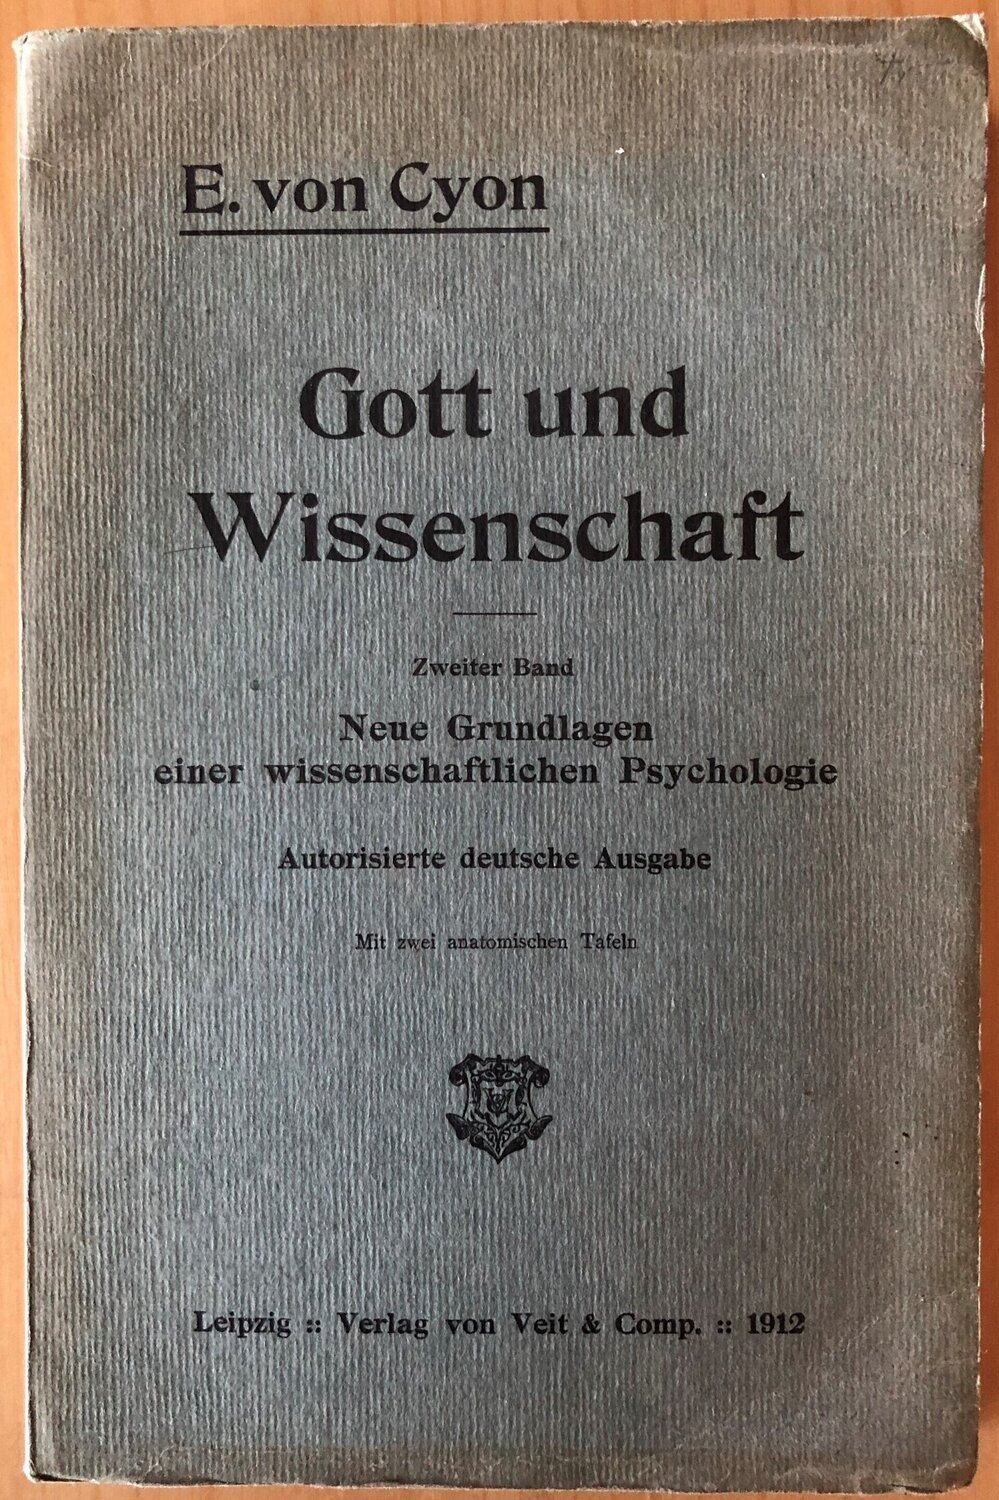 E. von Cyon
Gott und
Wissenschaft
Zweiter Band
Neue Grundlagen
einer wissenschaftlichen Psychologie
Autorisierte deutsche Ausgabe
Mit zwei anatomischen Tafeln
Leipzig :: Verlag von Veit & Comp. :: 1912